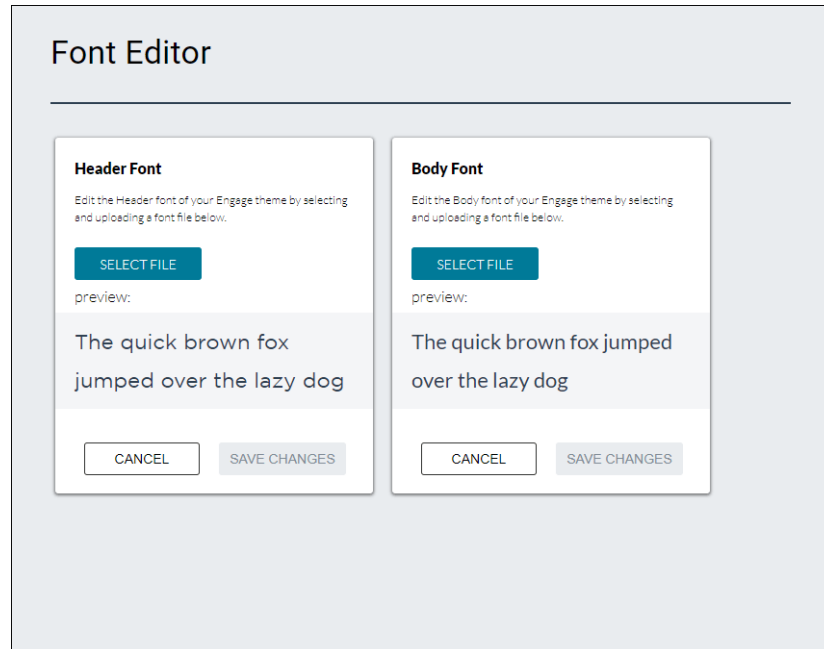 Font Editor
Header Font
Edit the Header font of your Engage theme by selecting
and uploading a font file below.
SELECT FILE
preview:
The quick brown fox
jumped over the lazy dog
CANCEL
SAVE CHANGES
Body Font
Edit the Body font of your Engage theme by selecting
and uploading a font file below.
SELECT FILE
preview:
The quick brown fox jumped
over the lazy dog
CANCEL
SAVE CHANGES